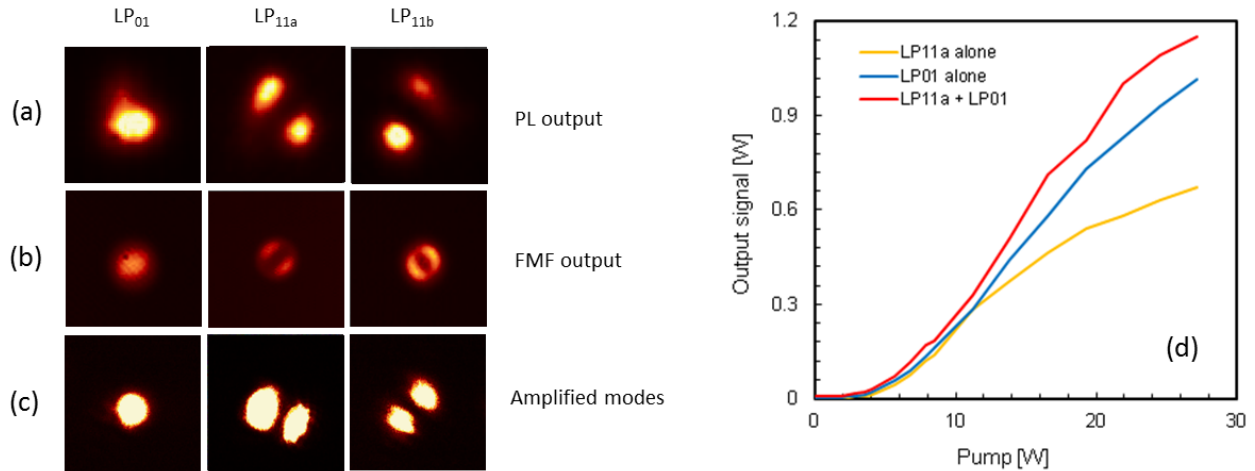 LP01 LP11a LP11b
(a) PL output
(b) FMF output
(c) Amplified modes
1.2
0.9
0.6
0.3
0
Output signal [W]
LP11a alone
LP01 alone
LP11a + LP01
(d)
0 10 20 30
Pump [W]